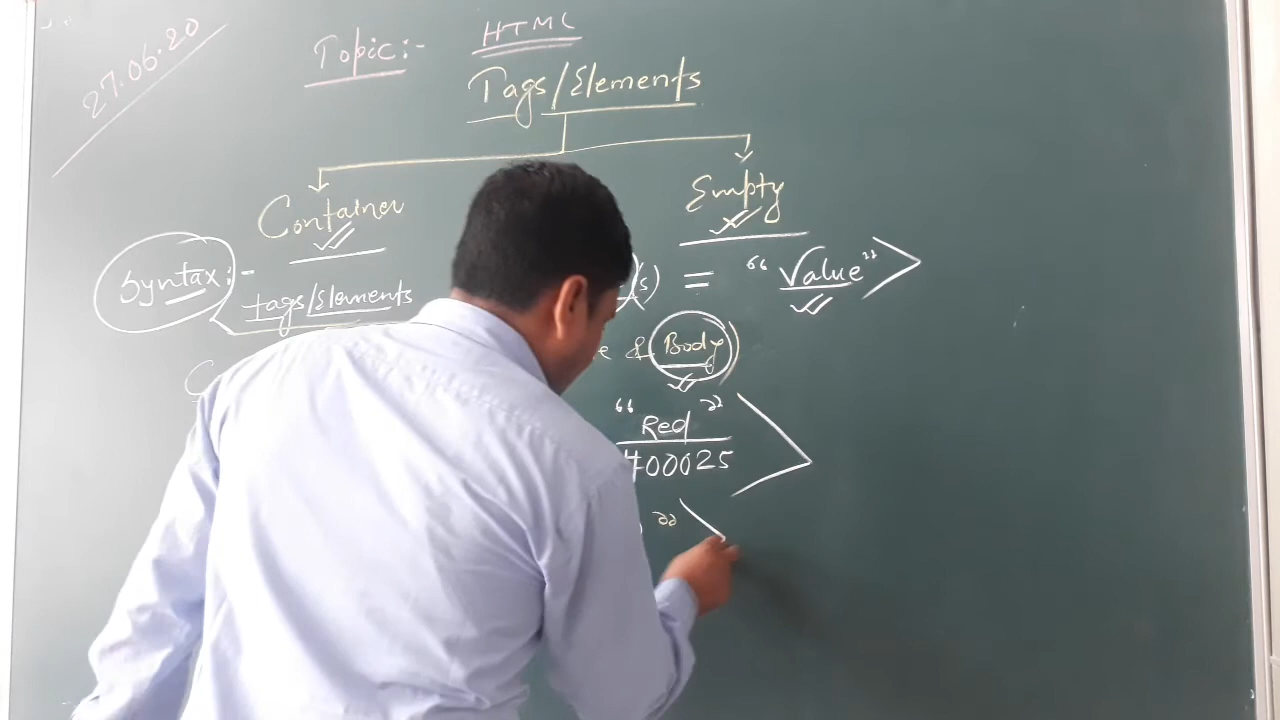 27.06.20
Topic:- HTML
Tags/Elements
Container Empty
Syntax:- (s) = "Value">
tags/Elements
& Body)
"Red">
400025
">